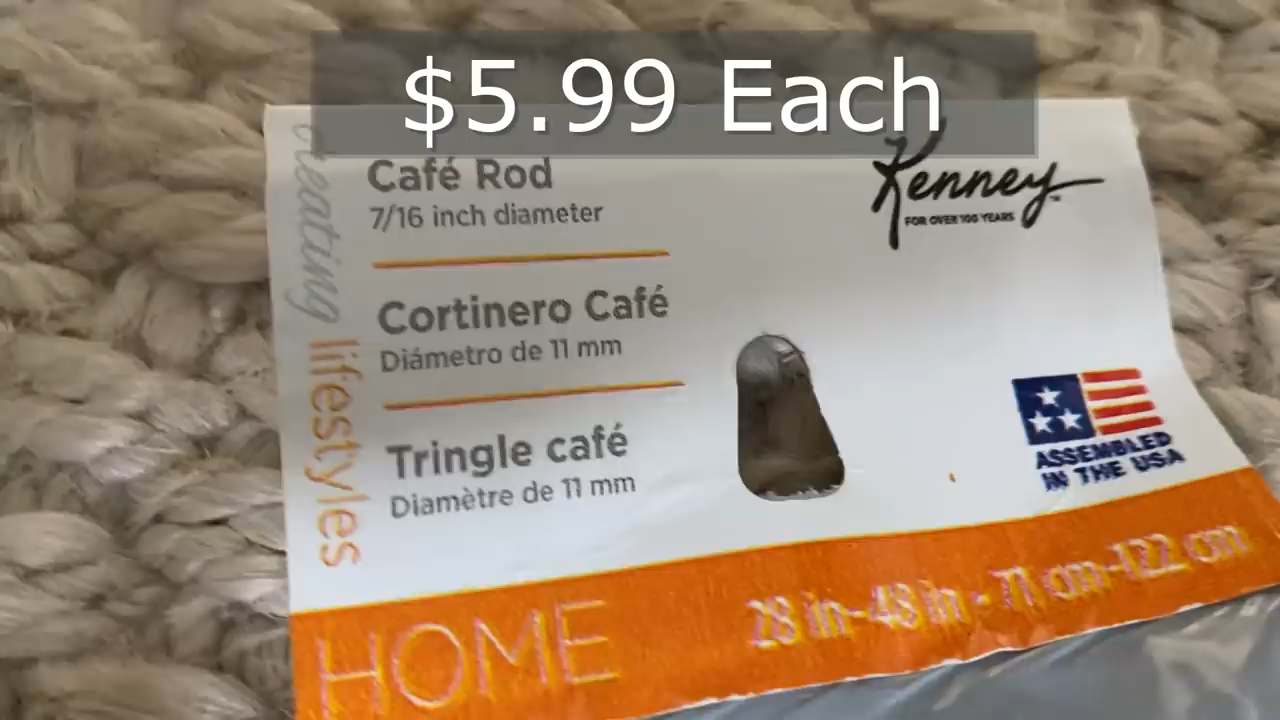 $5.99 Each
Café Rod
7/16 inch diameter
Cortinero Café
Diámetro de 11 mm
Tringle café
Diamètre de 11 mm
creating lifestyles
Kenney™
FOR OVER 100 YEARS
ASSEMBLED
IN THE USA
HOME
28 in-48 in - 71 cm-122 cm